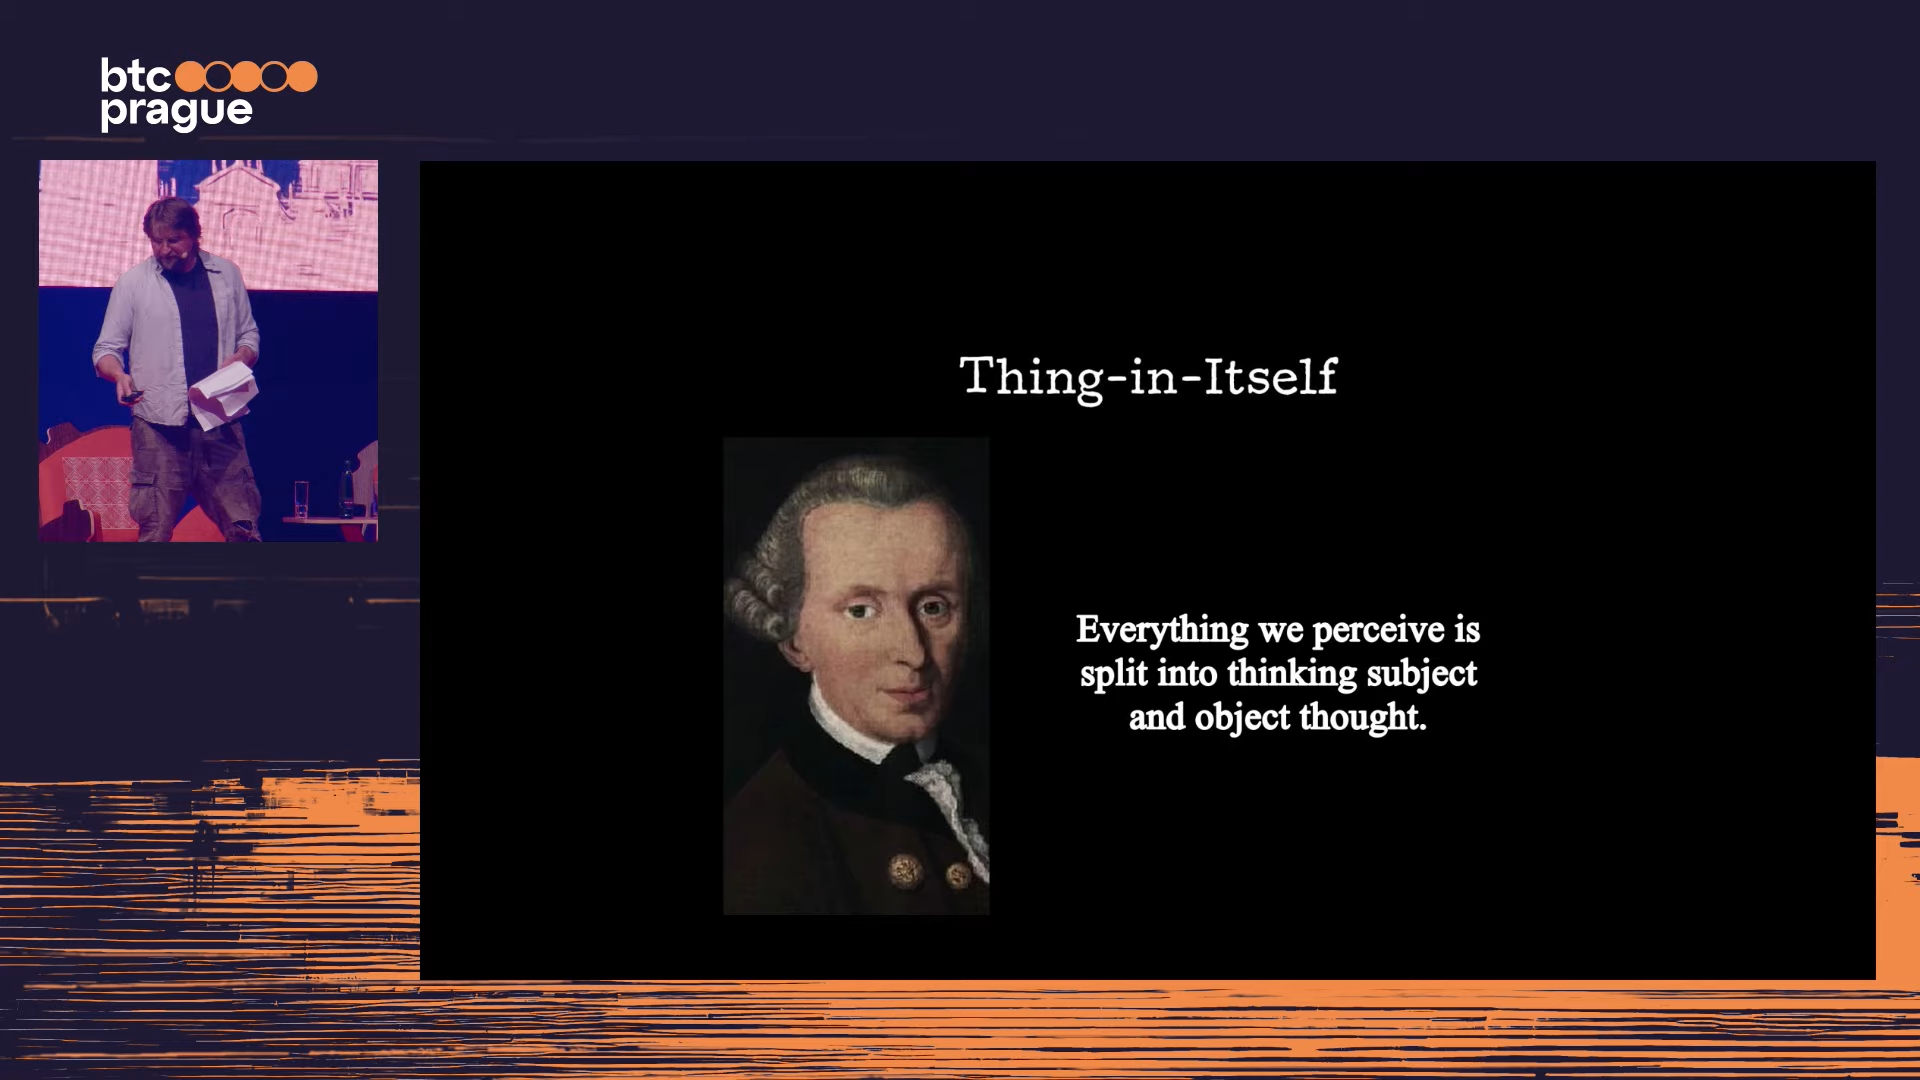 btc
prague
Thing-in-Itself
Everything we perceive is
split into thinking subject
and object thought.